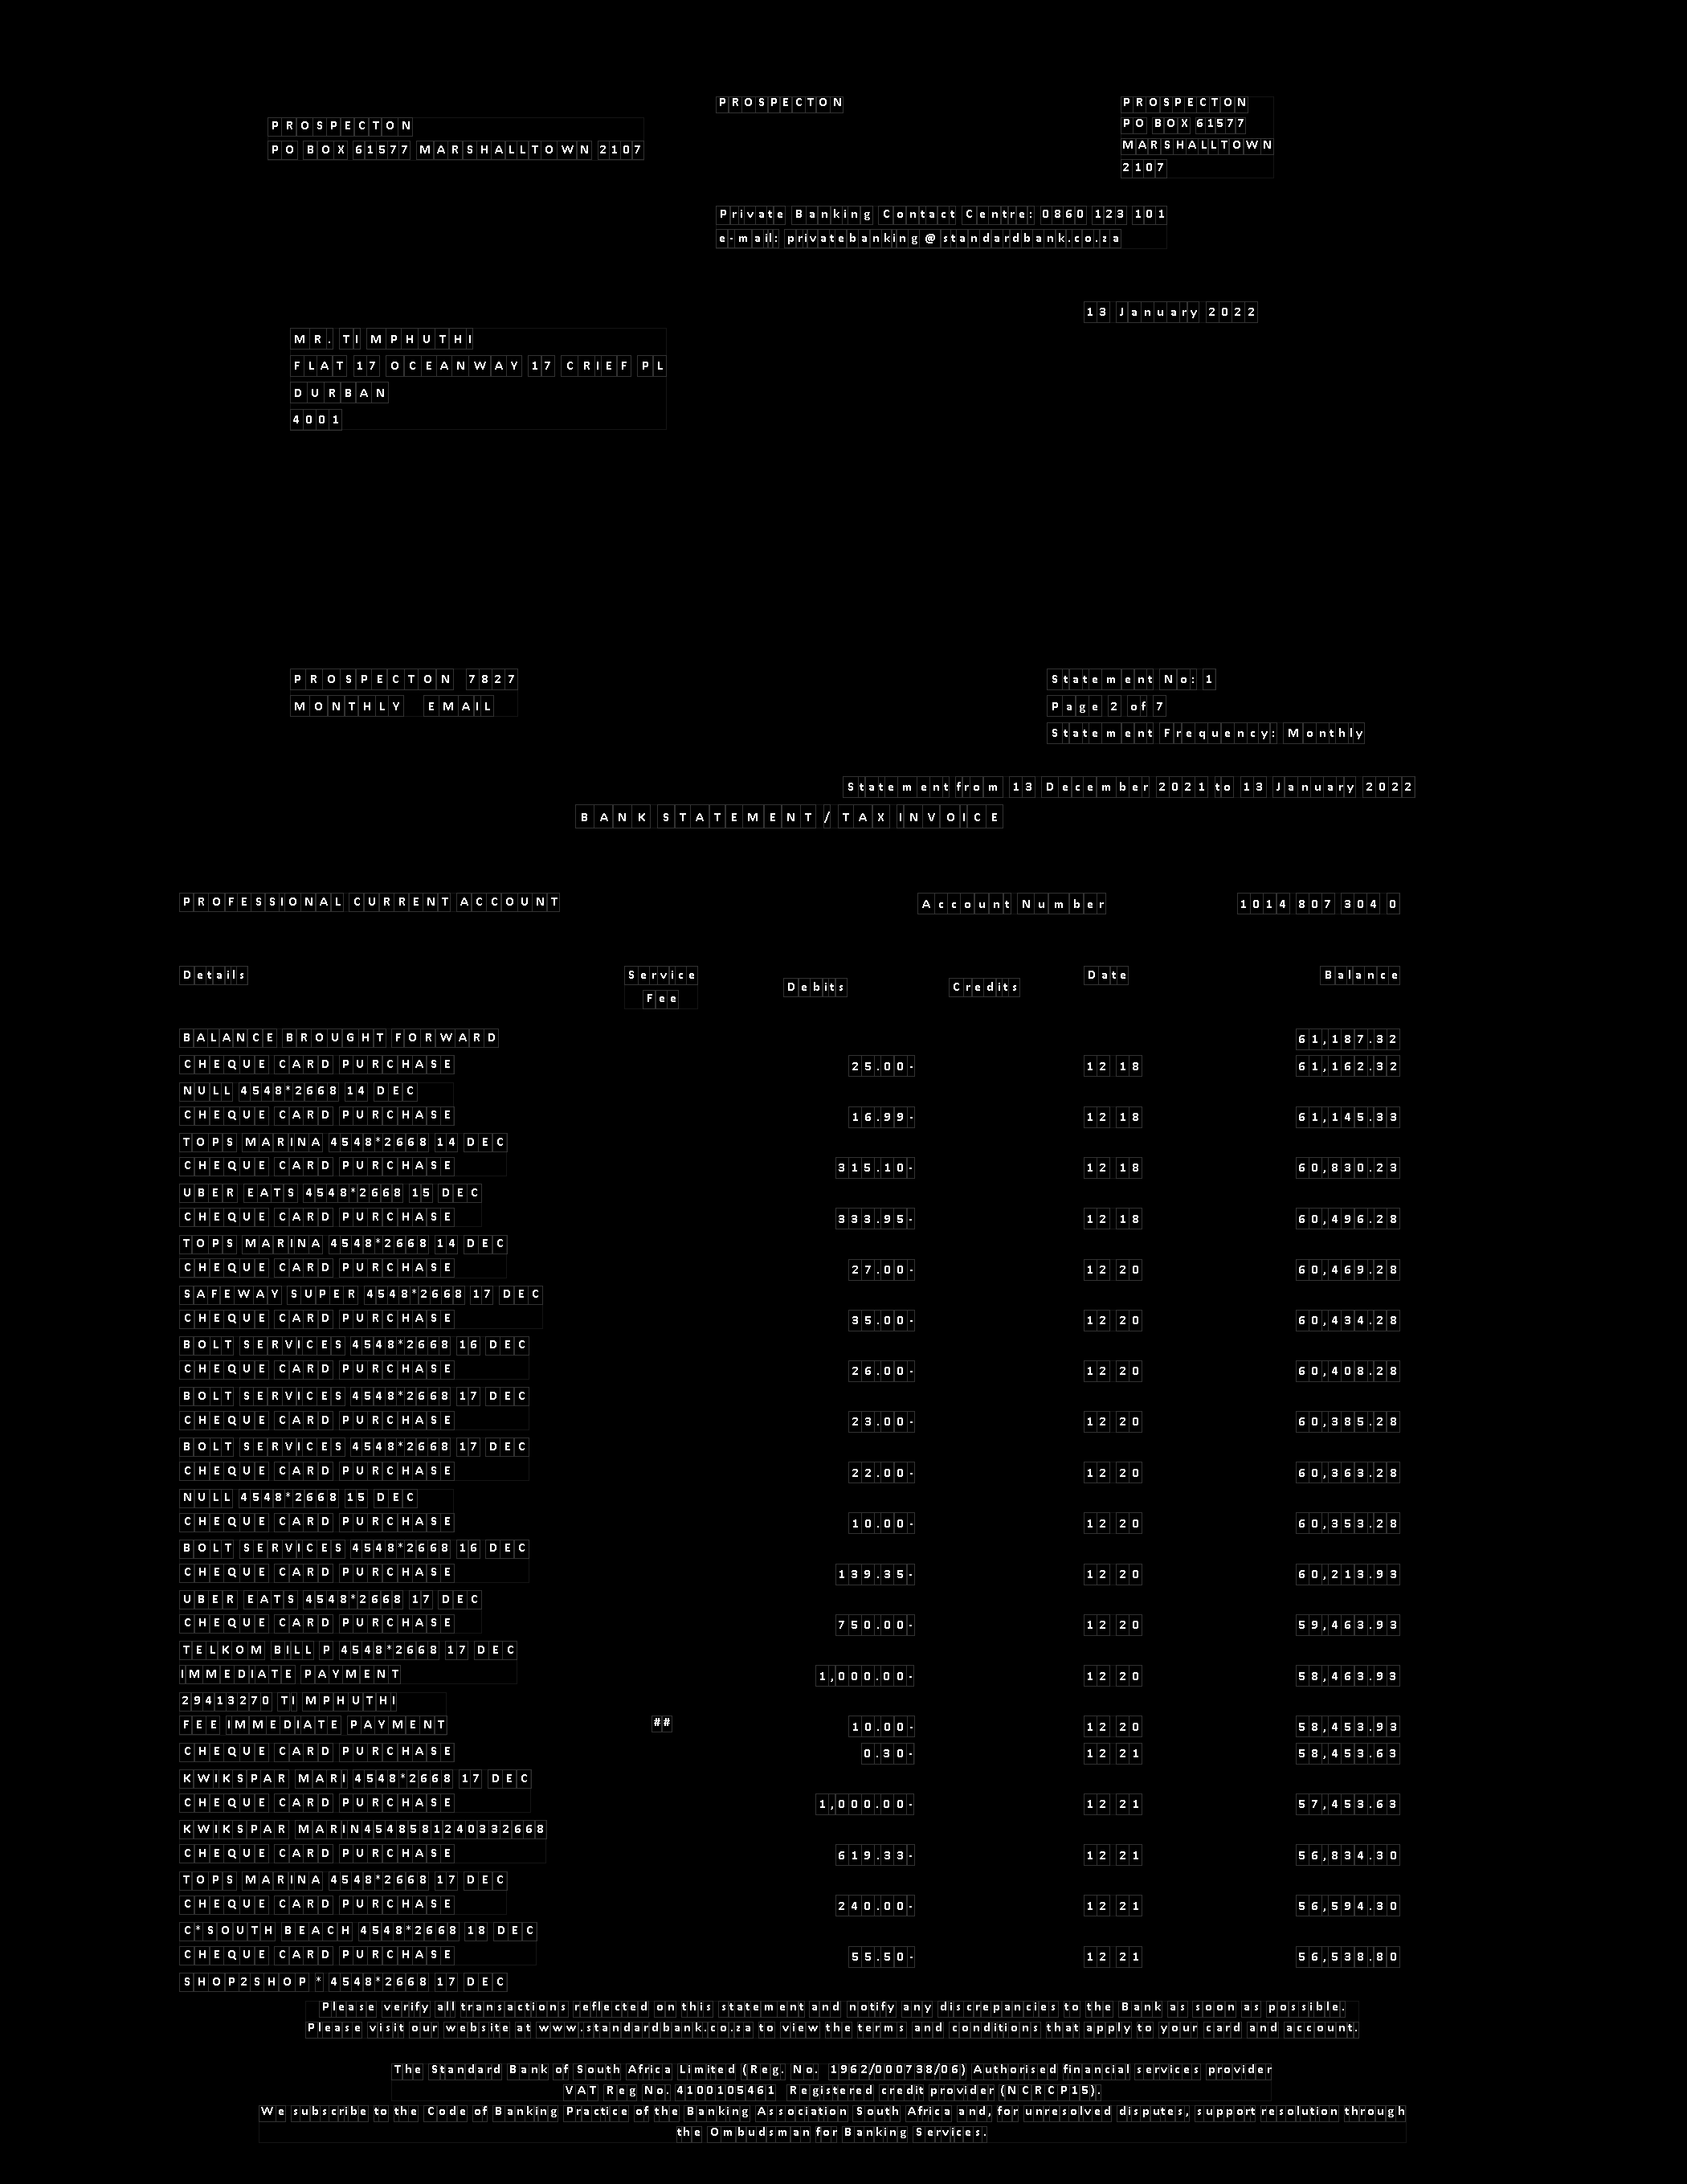 PROSPECTON
PO BOX 61577 MARSHALLTOWN 2107
PROSPECTON
PROSPECTON
PO BOX 61577
MARSHALLTOWN
2107
Private Banking Contact Centre: 0860 123 101
e-mail: privatebanking@standardbank.co.za
13 January 2022
MR. TI MPHUTHI
FLAT 17 OCEANWAY 17 CRIEF PL
DURBAN
4001
PROSPECTON 7827
MONTHLY EMAIL
Statement No: 1
Page 2 of 7
Statement Frequency: Monthly
Statement from 13 December 2021 to 13 January 2022
BANK STATEMENT / TAX INVOICE
PROFESSIONAL CURRENT ACCOUNT Account Number 1014 807 304 0
Details Service Fee Debits Credits Date Balance
BALANCE BROUGHT FORWARD 61,187.32
CHEQUE CARD PURCHASE 25.00- 12 18 61,162.32
NULL 4548*2668 14 DEC
CHEQUE CARD PURCHASE 16.99- 12 18 61,145.33
TOPS MARINA 4548*2668 14 DEC
CHEQUE CARD PURCHASE 315.10- 12 18 60,830.23
UBER EATS 4548*2668 15 DEC
CHEQUE CARD PURCHASE 333.95- 12 18 60,496.28
TOPS MARINA 4548*2668 14 DEC
CHEQUE CARD PURCHASE 27.00- 12 20 60,469.28
SAFEWAY SUPER 4548*2668 17 DEC
CHEQUE CARD PURCHASE 35.00- 12 20 60,434.28
BOLT SERVICES 4548*2668 16 DEC
CHEQUE CARD PURCHASE 26.00- 12 20 60,408.28
BOLT SERVICES 4548*2668 17 DEC
CHEQUE CARD PURCHASE 23.00- 12 20 60,385.28
BOLT SERVICES 4548*2668 17 DEC
CHEQUE CARD PURCHASE 22.00- 12 20 60,363.28
NULL 4548*2668 15 DEC
CHEQUE CARD PURCHASE 10.00- 12 20 60,353.28
BOLT SERVICES 4548*2668 16 DEC
CHEQUE CARD PURCHASE 139.35- 12 20 60,213.93
UBER EATS 4548*2668 17 DEC
CHEQUE CARD PURCHASE 750.00- 12 20 59,463.93
TELKOM BILL P 4548*2668 17 DEC
IMMEDIATE PAYMENT 1,000.00- 12 20 58,463.93
29413270 TI MPHUTHI
FEE IMMEDIATE PAYMENT ## 10.00- 12 20 58,453.93
CHEQUE CARD PURCHASE 0.30- 12 21 58,453.63
KWIKSPAR MARI 4548*2668 17 DEC
CHEQUE CARD PURCHASE 1,000.00- 12 21 57,453.63
KWIKSPAR MARIN4548581240332668
CHEQUE CARD PURCHASE 619.33- 12 21 56,834.30
TOPS MARINA 4548*2668 17 DEC
CHEQUE CARD PURCHASE 240.00- 12 21 56,594.30
C*SOUTH BEACH 4548*2668 18 DEC
CHEQUE CARD PURCHASE 55.50- 12 21 56,538.80
SHOP2SHOP * 4548*2668 17 DEC
Please verify all transactions reflected on this statement and notify any discrepancies to the Bank as soon as possible.
Please visit our website at www.standardbank.co.za to view the terms and conditions that apply to your card and account.
The Standard Bank of South Africa Limited (Reg. No. 1962/000738/06) Authorised financial services provider
VAT Reg No. 4100105461 Registered credit provider (NCRCP15).
We subscribe to the Code of Banking Practice of the Banking Association South Africa and, for unresolved disputes, support resolution through
the Ombudsman for Banking Services.